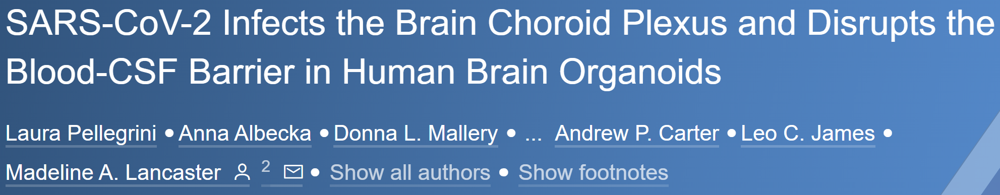 SARS-CoV-2 Infects the Brain Choroid Plexus and Disrupts the
Blood-CSF Barrier in Human Brain Organoids
Laura Pellegrini • Anna Albecka • Donna L. Mallery • ... Andrew P. Carter • Leo C. James •
Madeline A. Lancaster 2 • Show all authors • Show footnotes